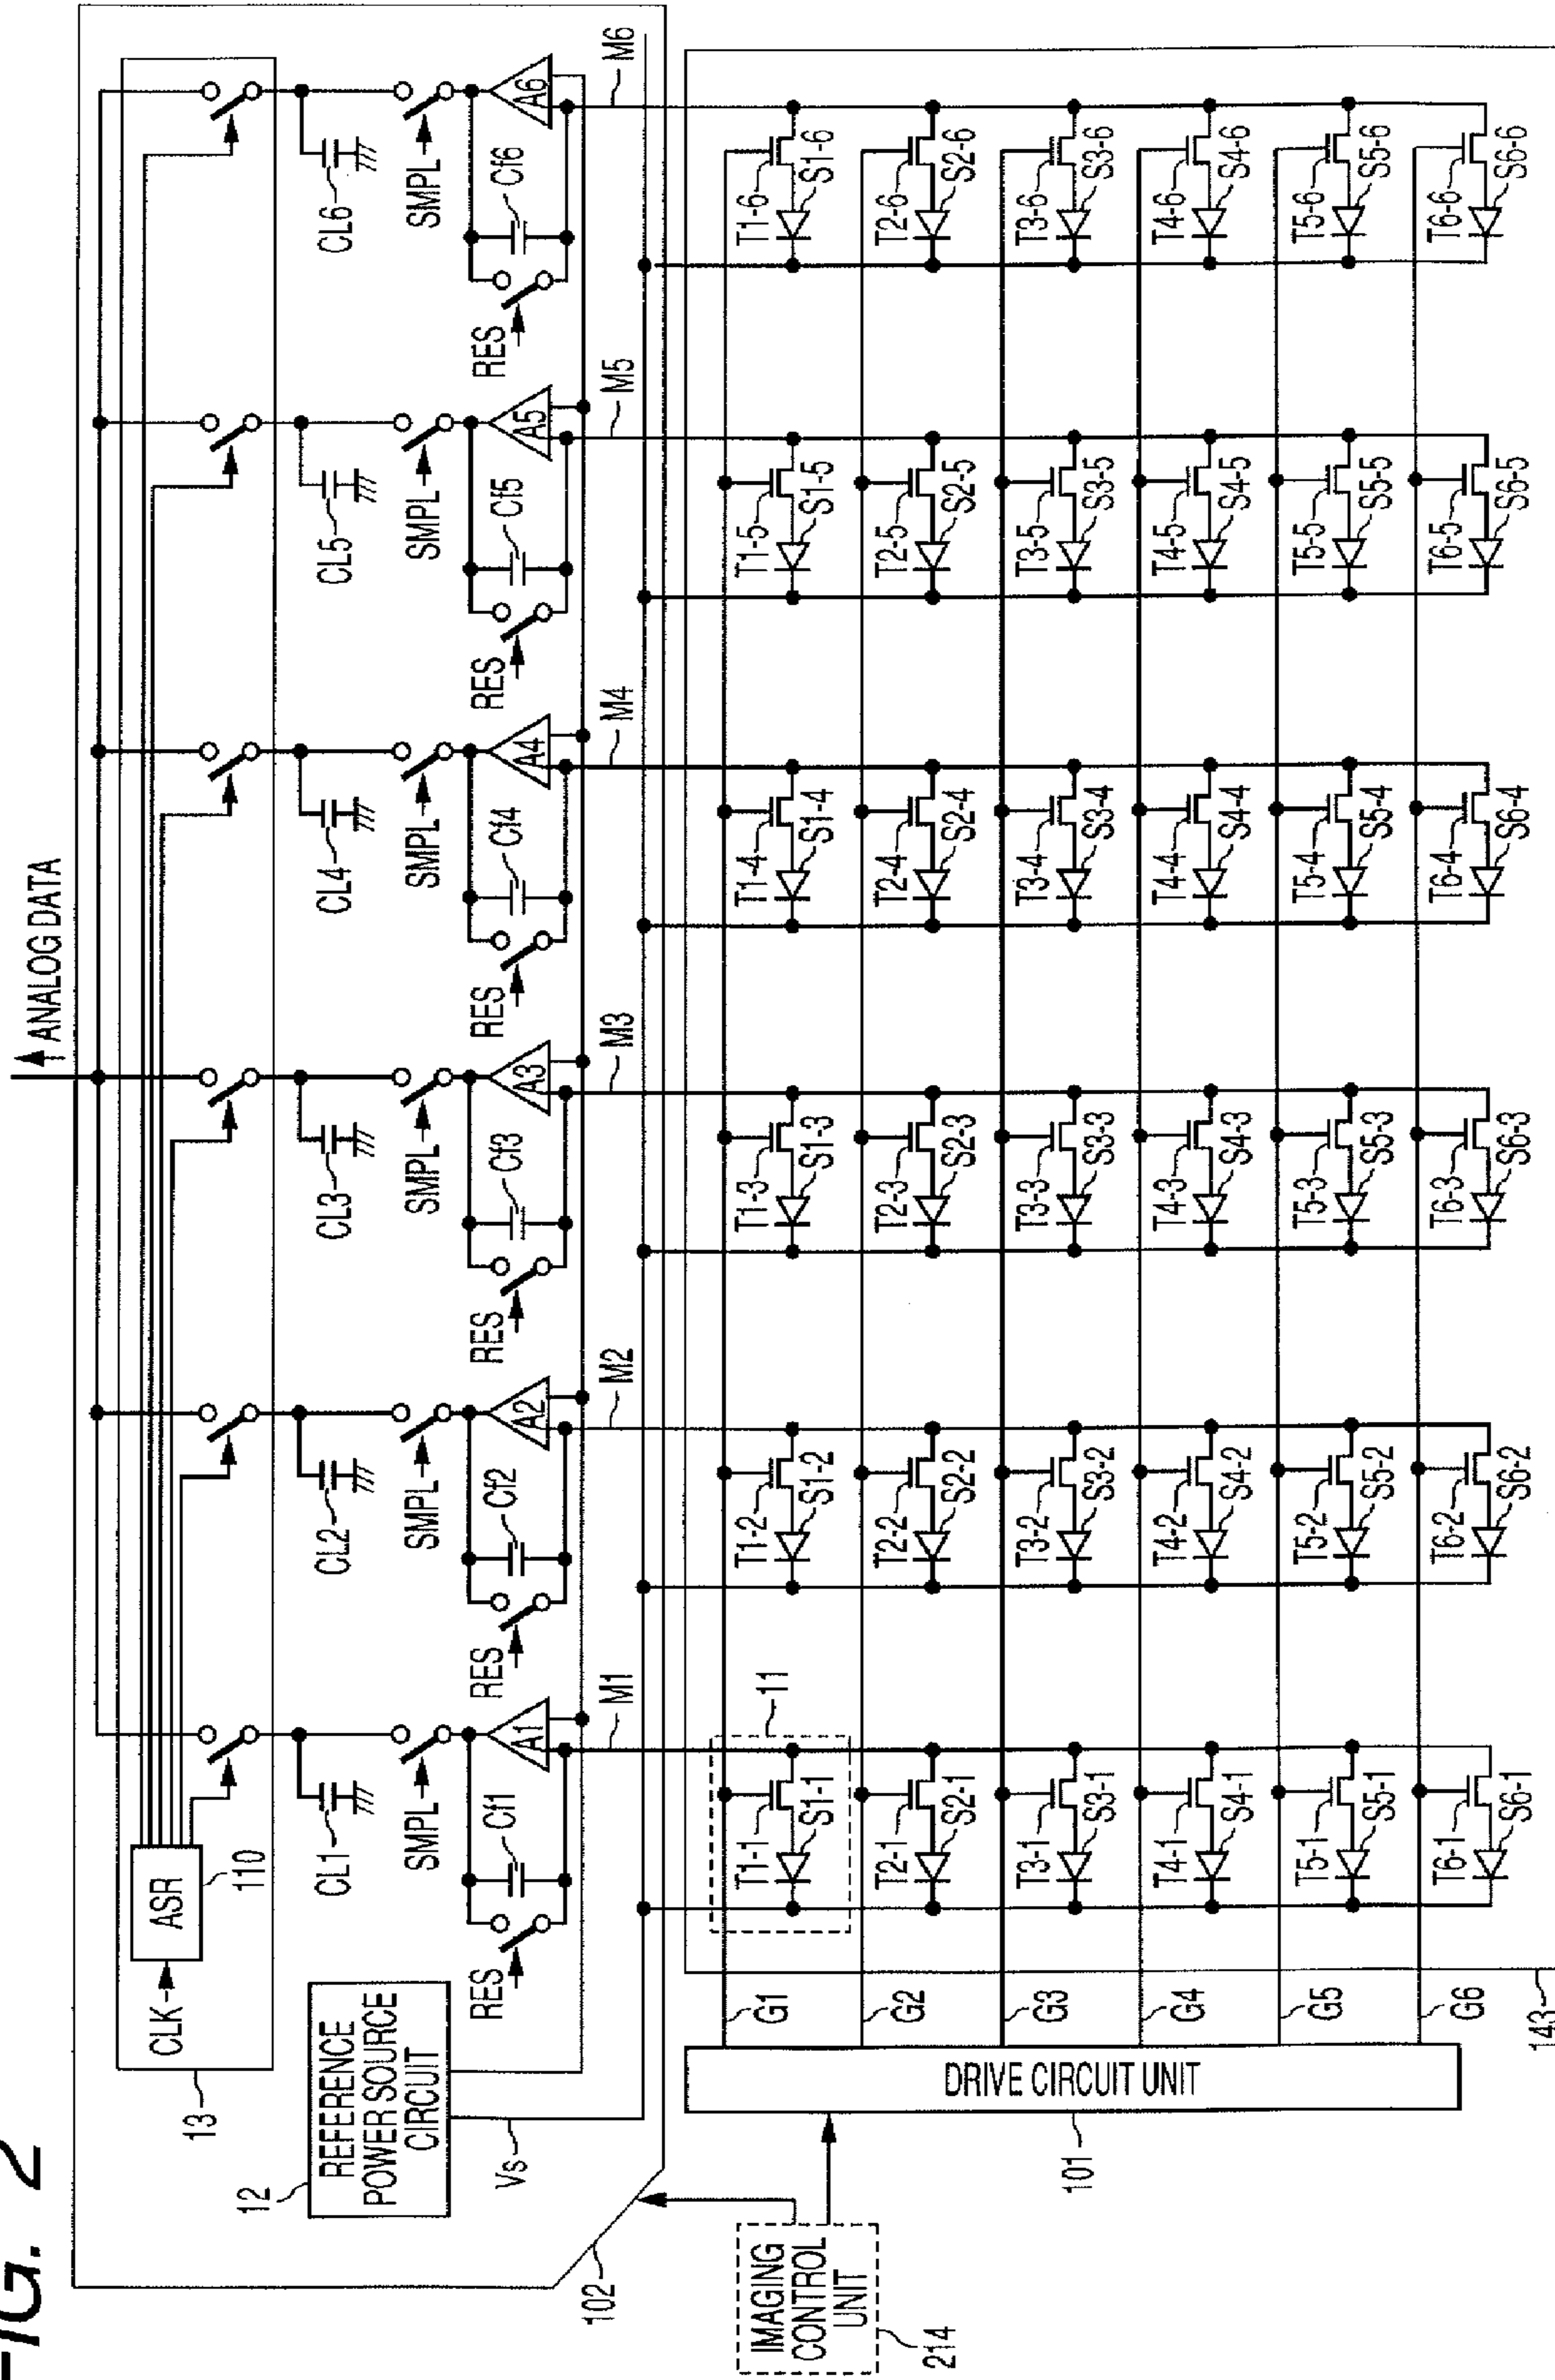 FIG. 2
ANALOG DATA
13
CLK
ASR
110
12
REFERENCE
POWER SOURCE
CIRCUIT
CL1
CL2
CL3
CL4
CL5
CL6
SMPL
SMPL
SMPL
SMPL
SMPL
SMPL
RES
Cf1
A1
RES
Cf2
A2
RES
Cf3
A3
RES
Cf4
A4
RES
Cf5
A5
RES
Cf6
A6
Vs
102
M1
M2
M3
M4
M5
M6
IMAGING
CONTROL
UNIT
214
101
DRIVE CIRCUIT UNIT
11
G1
T1-1
S1-1
T1-2
S1-2
T1-3
S1-3
T1-4
S1-4
T1-5
S1-5
T1-6
S1-6
G2
T2-1
S2-1
T2-2
S2-2
T2-3
S2-3
T2-4
S2-4
T2-5
S2-5
T2-6
S2-6
G3
T3-1
S3-1
T3-2
S3-2
T3-3
S3-3
T3-4
S3-4
T3-5
S3-5
T3-6
S3-6
G4
T4-1
S4-1
T4-2
S4-2
T4-3
S4-3
T4-4
S4-4
T4-5
S4-5
T4-6
S4-6
G5
T5-1
S5-1
T5-2
S5-2
T5-3
S5-3
T5-4
S5-4
T5-5
S5-5
T5-6
S5-6
G6
T6-1
S6-1
T6-2
S6-2
T6-3
S6-3
T6-4
S6-4
T6-5
S6-5
T6-6
S6-6
143